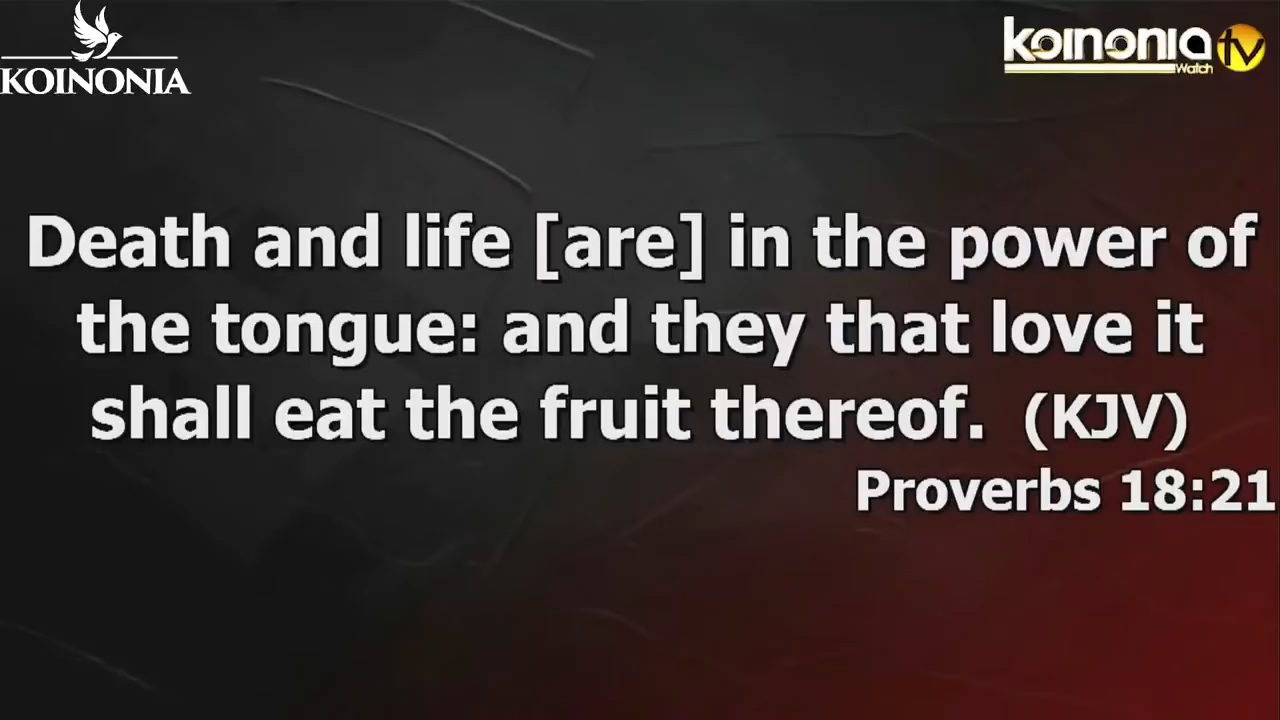 KOINONIA
koinonia tv
Watch
Death and life [are] in the power of
the tongue: and they that love it
shall eat the fruit thereof. (KJV)
Proverbs 18:21